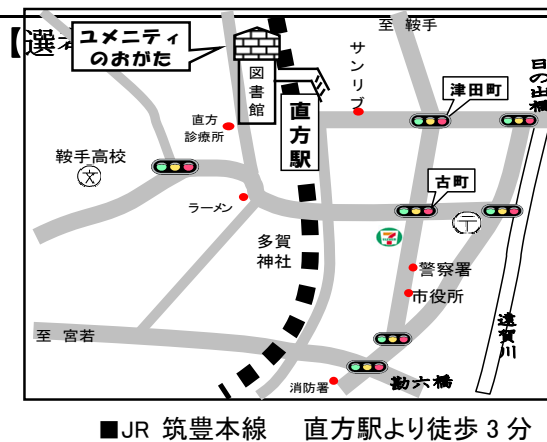 【選
ユメニティ
のおがた
図書館
直方
診療所
鞍手高校
文
ラーメン
直方駅
サンリブ
至 鞍手
津田町
日の出橋
古町
〒
7
多賀
神社
警察署
市役所
至 宮若
消防署
勘六橋
遠賀川
■JR 筑豊本線 直方駅より徒歩 3 分